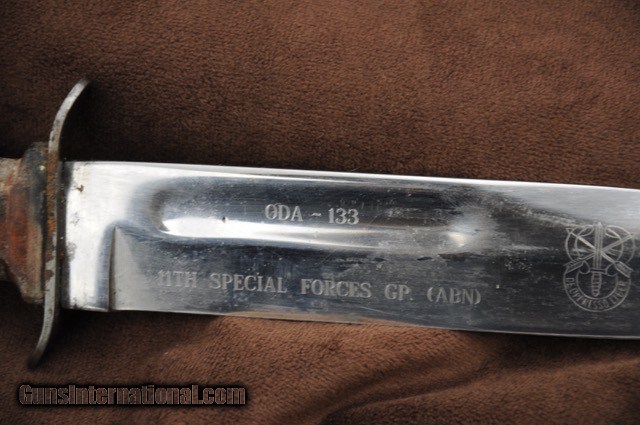 ODA ~ 133
11TH SPECIAL FORCES GP. (ABN)
GunsInternational.com